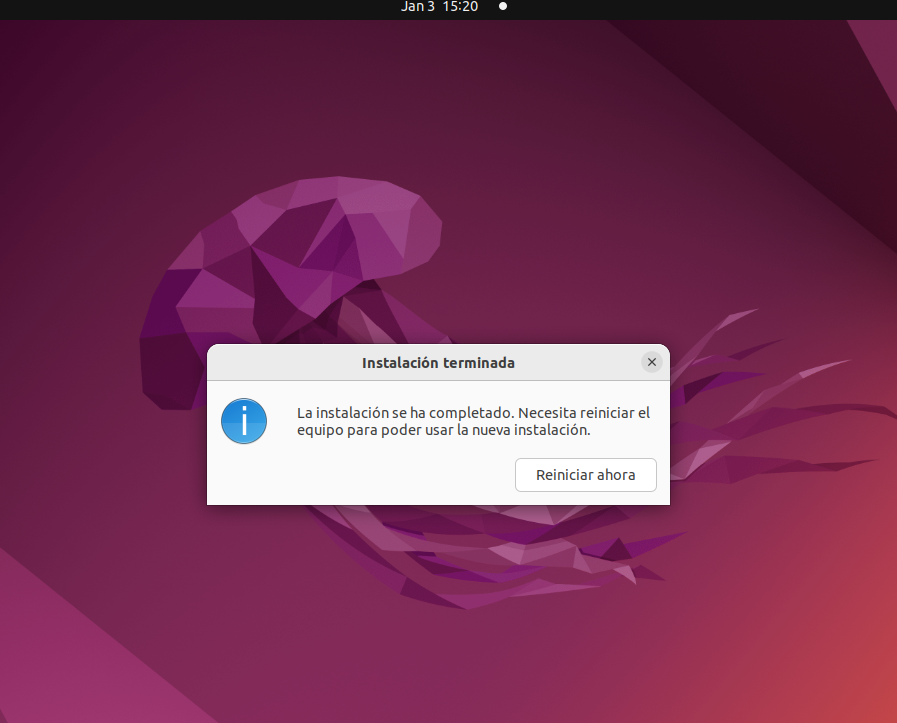 Jan 3 15:20
Instalación terminada
La instalación se ha completado. Necesita reiniciar el
equipo para poder usar la nueva instalación.
Reiniciar ahora